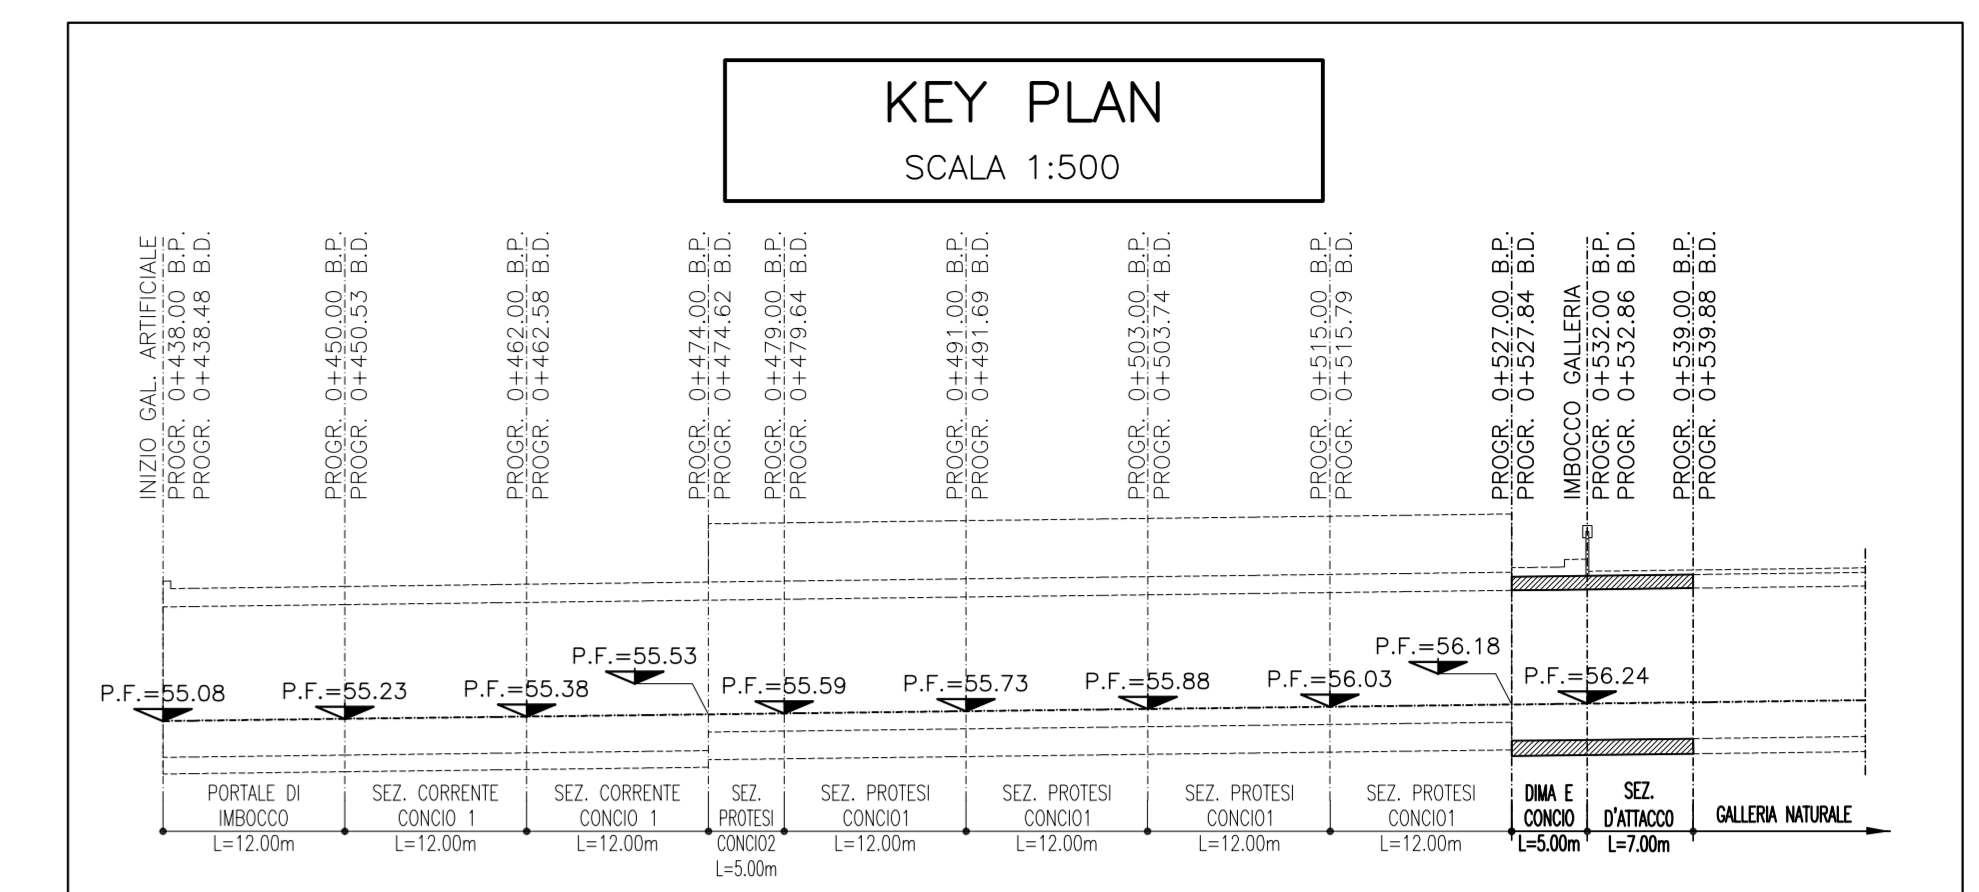 KEY PLAN
SCALA 1:500
INIZIO GAL. ARTIFICIALE
PROGR. 0+438.00 B.P.
PROGR. 0+438.48 B.D.
PROGR. 0+450.00 B.P.
PROGR. 0+450.53 B.D.
PROGR. 0+462.00 B.P.
PROGR. 0+462.58 B.D.
PROGR. 0+474.00 B.P.
PROGR. 0+474.62 B.D.
PROGR. 0+479.00 B.P.
PROGR. 0+479.64 B.D.
PROGR. 0+491.00 B.P.
PROGR. 0+491.69 B.D.
PROGR. 0+503.00 B.P.
PROGR. 0+503.74 B.D.
PROGR. 0+515.00 B.P.
PROGR. 0+515.79 B.D.
PROGR. 0+527.00 B.P.
PROGR. 0+527.84 B.D.
IMBOCCO GALLERIA
PROGR. 0+532.00 B.P.
PROGR. 0+532.86 B.D.
PROGR. 0+539.00 B.P.
PROGR. 0+539.88 B.D.
P.F.=55.08
P.F.=55.23
P.F.=55.38
P.F.=55.53
P.F.=55.59
P.F.=55.73
P.F.=55.88
P.F.=56.03
P.F.=56.18
P.F.=56.24
PORTALE DI
IMBOCCO
L=12.00m
SEZ. CORRENTE
CONCIO 1
L=12.00m
SEZ. CORRENTE
CONCIO 1
L=12.00m
SEZ.
PROTESI
CONCIO2
L=5.00m
SEZ. PROTESI
CONCIO1
L=12.00m
SEZ. PROTESI
CONCIO1
L=12.00m
SEZ. PROTESI
CONCIO1
L=12.00m
SEZ. PROTESI
CONCIO1
L=12.00m
DIMA E
CONCIO
L=5.00m
SEZ.
D'ATTACCO
L=7.00m
GALLERIA NATURALE